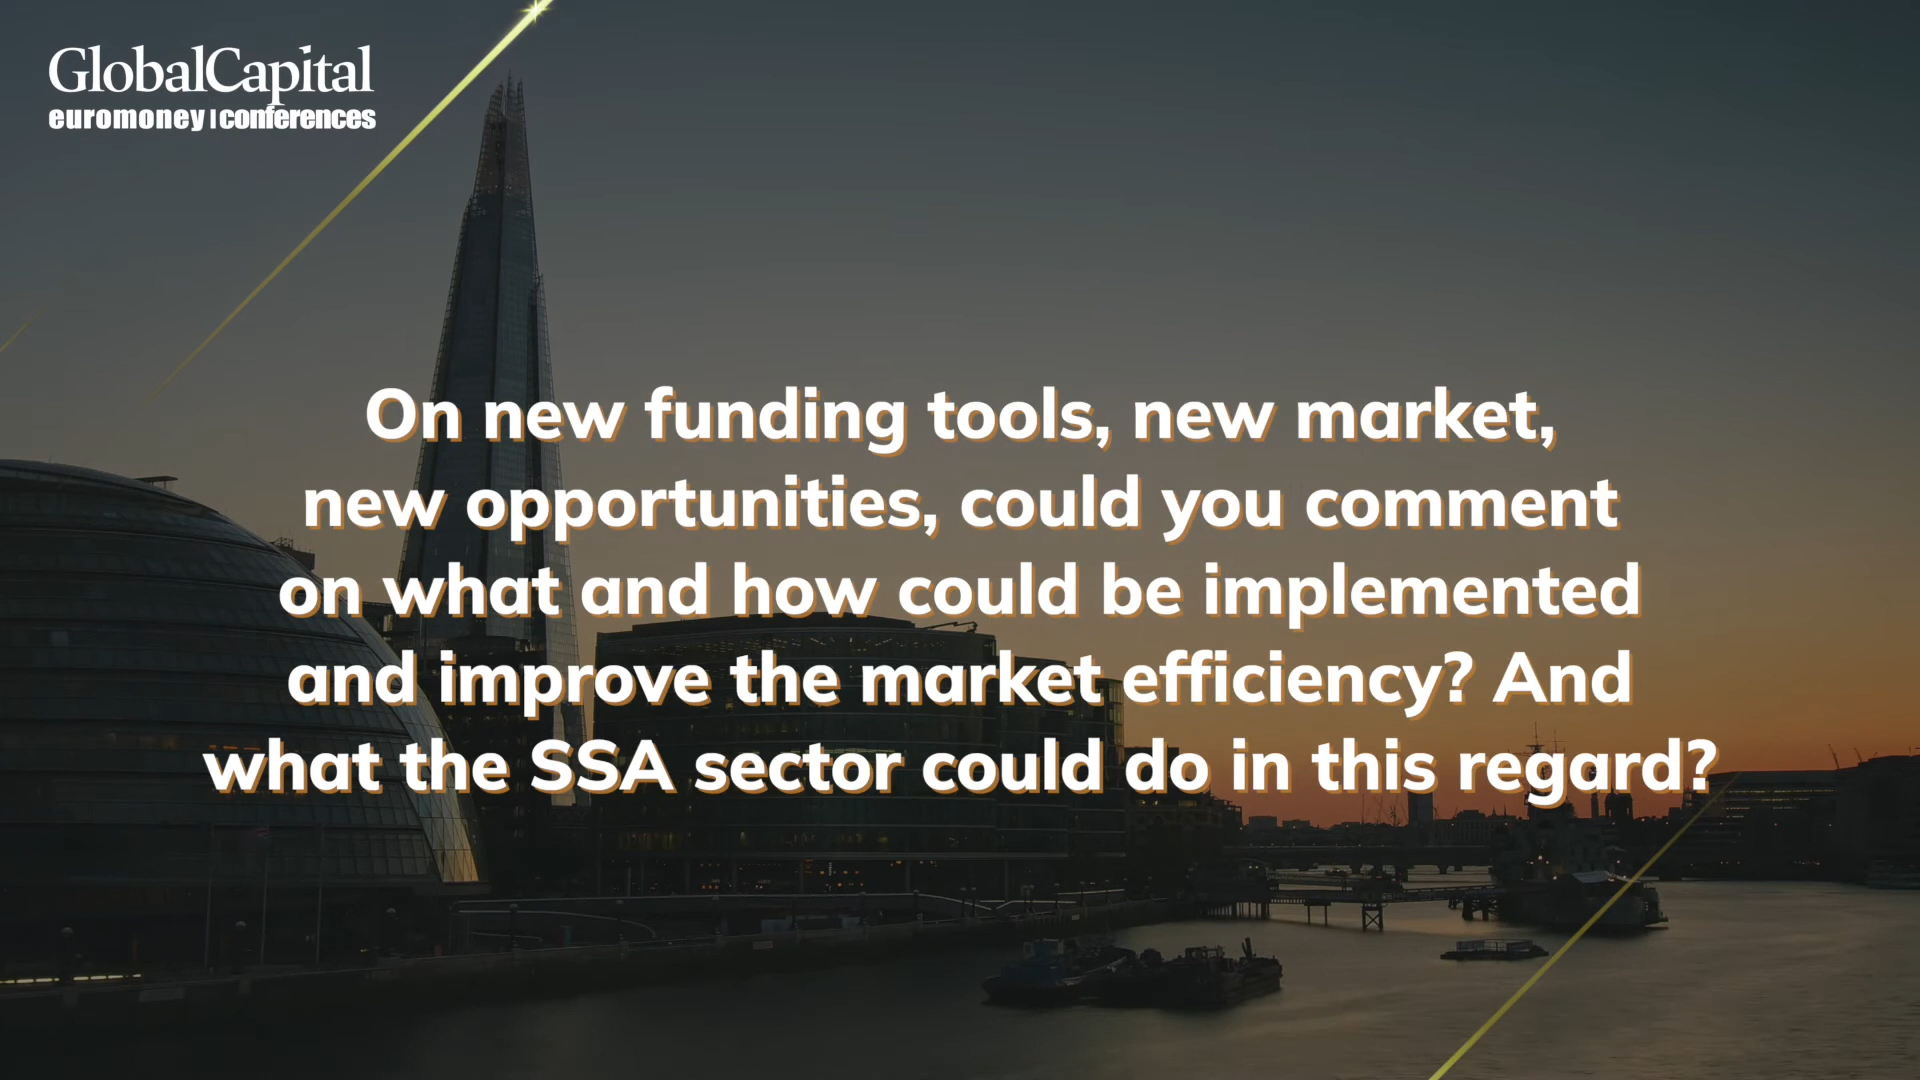 GlobalCapital
euromoney | conferences
On new funding tools, new market,
new opportunities, could you comment
on what and how could be implemented
and improve the market efficiency? And
what the SSA sector could do in this regard?